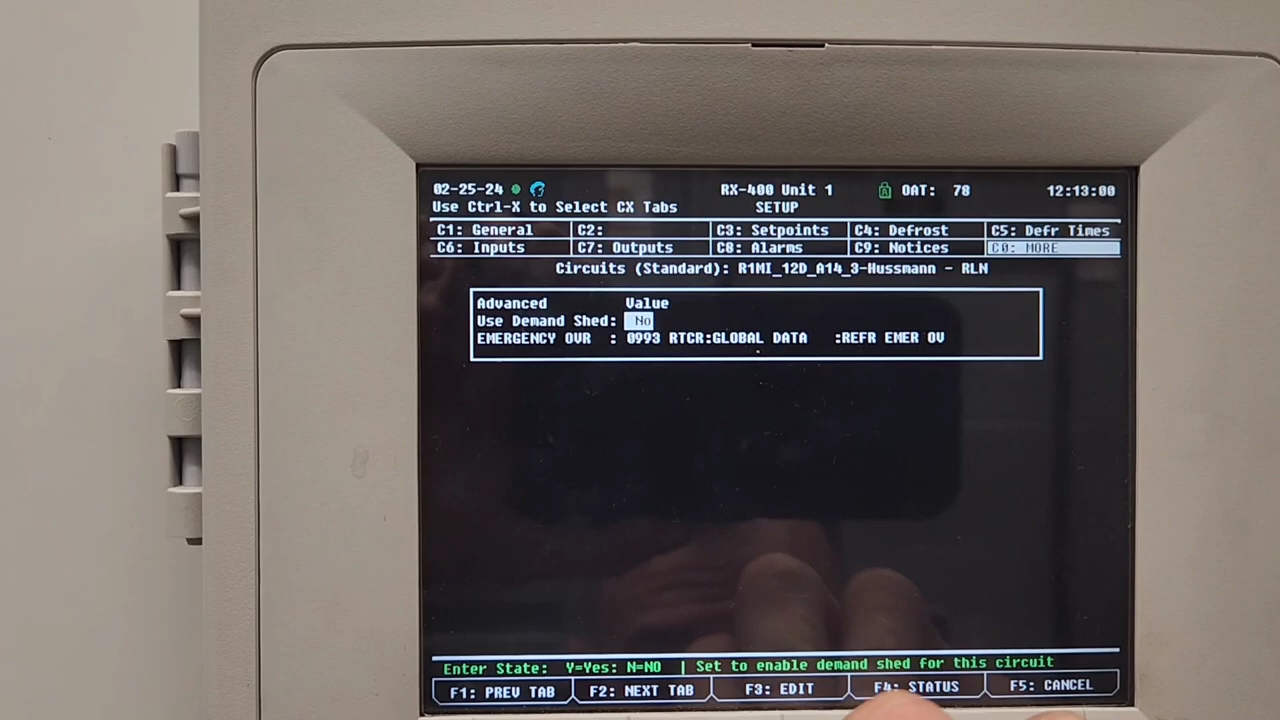 02-25-24 RX-400 Unit 1 OAT: 78 12:13:00
Use Ctrl-X to Select CX Tabs SETUP
C1: General C2: C3: Setpoints C4: Defrost C5: Defr Times
C6: Inputs C7: Outputs C8: Alarms C9: Notices C0: MORE
Circuits (Standard): R1MI_12D_A14_3-Hussmann - RLN
Advanced Value
Use Demand Shed: No
EMERGENCY OVR : 0993 RTCR:GLOBAL DATA :REFR EMER OV
Enter State: Y=Yes: N=NO | Set to enable demand shed for this circuit
F1: PREV TAB F2: NEXT TAB F3: EDIT F4: STATUS F5: CANCEL